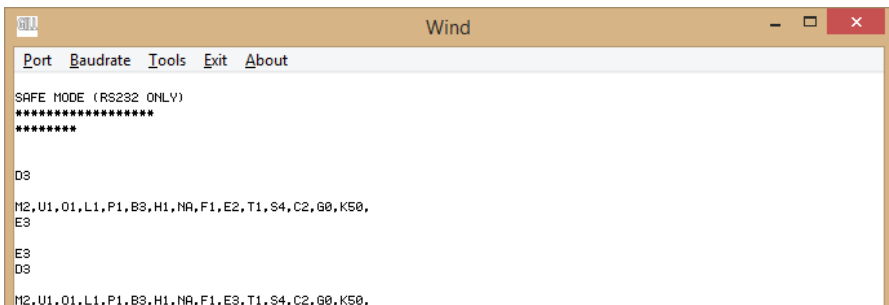 GILL
Wind
Port Baudrate Tools Exit About
SAFE MODE (RS232 ONLY)
******************
********
D3
M2,U1,O1,L1,P1,B3,H1,NA,F1,E2,T1,S4,C2,G0,K50,
E3
E3
D3
M2,U1,O1,L1,P1,B3,H1,NA,F1,E3,T1,S4,C2,G0,K50,